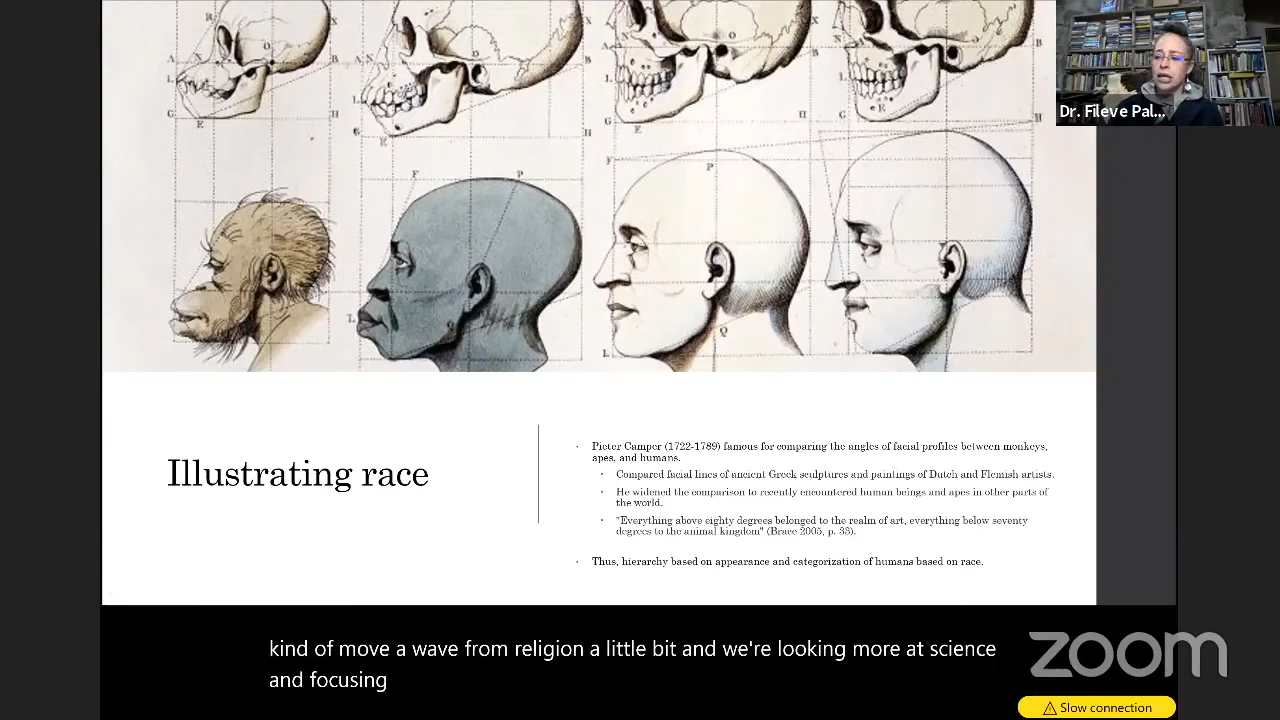 Dr. Fileve Pal...
Illustrating race
Pieter Camper (1722-1789) famous for comparing the angles of facial profiles between monkeys,
apes, and humans.
Compared facial lines of ancient Greek sculptures and paintings of Dutch and Flemish artists.
He widened the comparison to recently encountered human beings and apes in other parts of
the world.
"Everything above eighty degrees belonged to the realm of art, everything below seventy
degrees to the animal kingdom" (Brace 2005, p. 33).
Thus, hierarchy based on appearance and categorization of humans based on race.
kind of move a wave from religion a little bit and we're looking more at science
and focusing
zoom
Slow connection